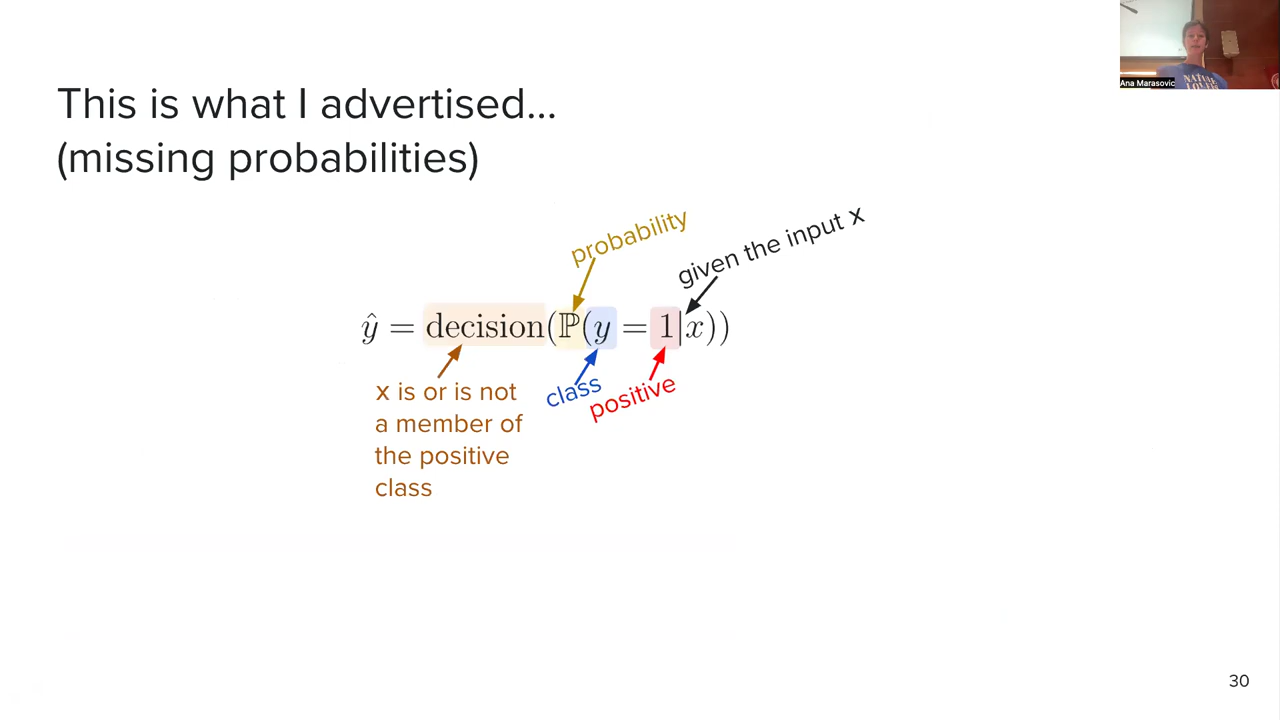 This is what I advertised...
(missing probabilities)
Ana Marasovic
probability
given the input x
ŷ = decision(ℙ(y = 1|x))
x is or is not
a member of
the positive
class
class
positive
30